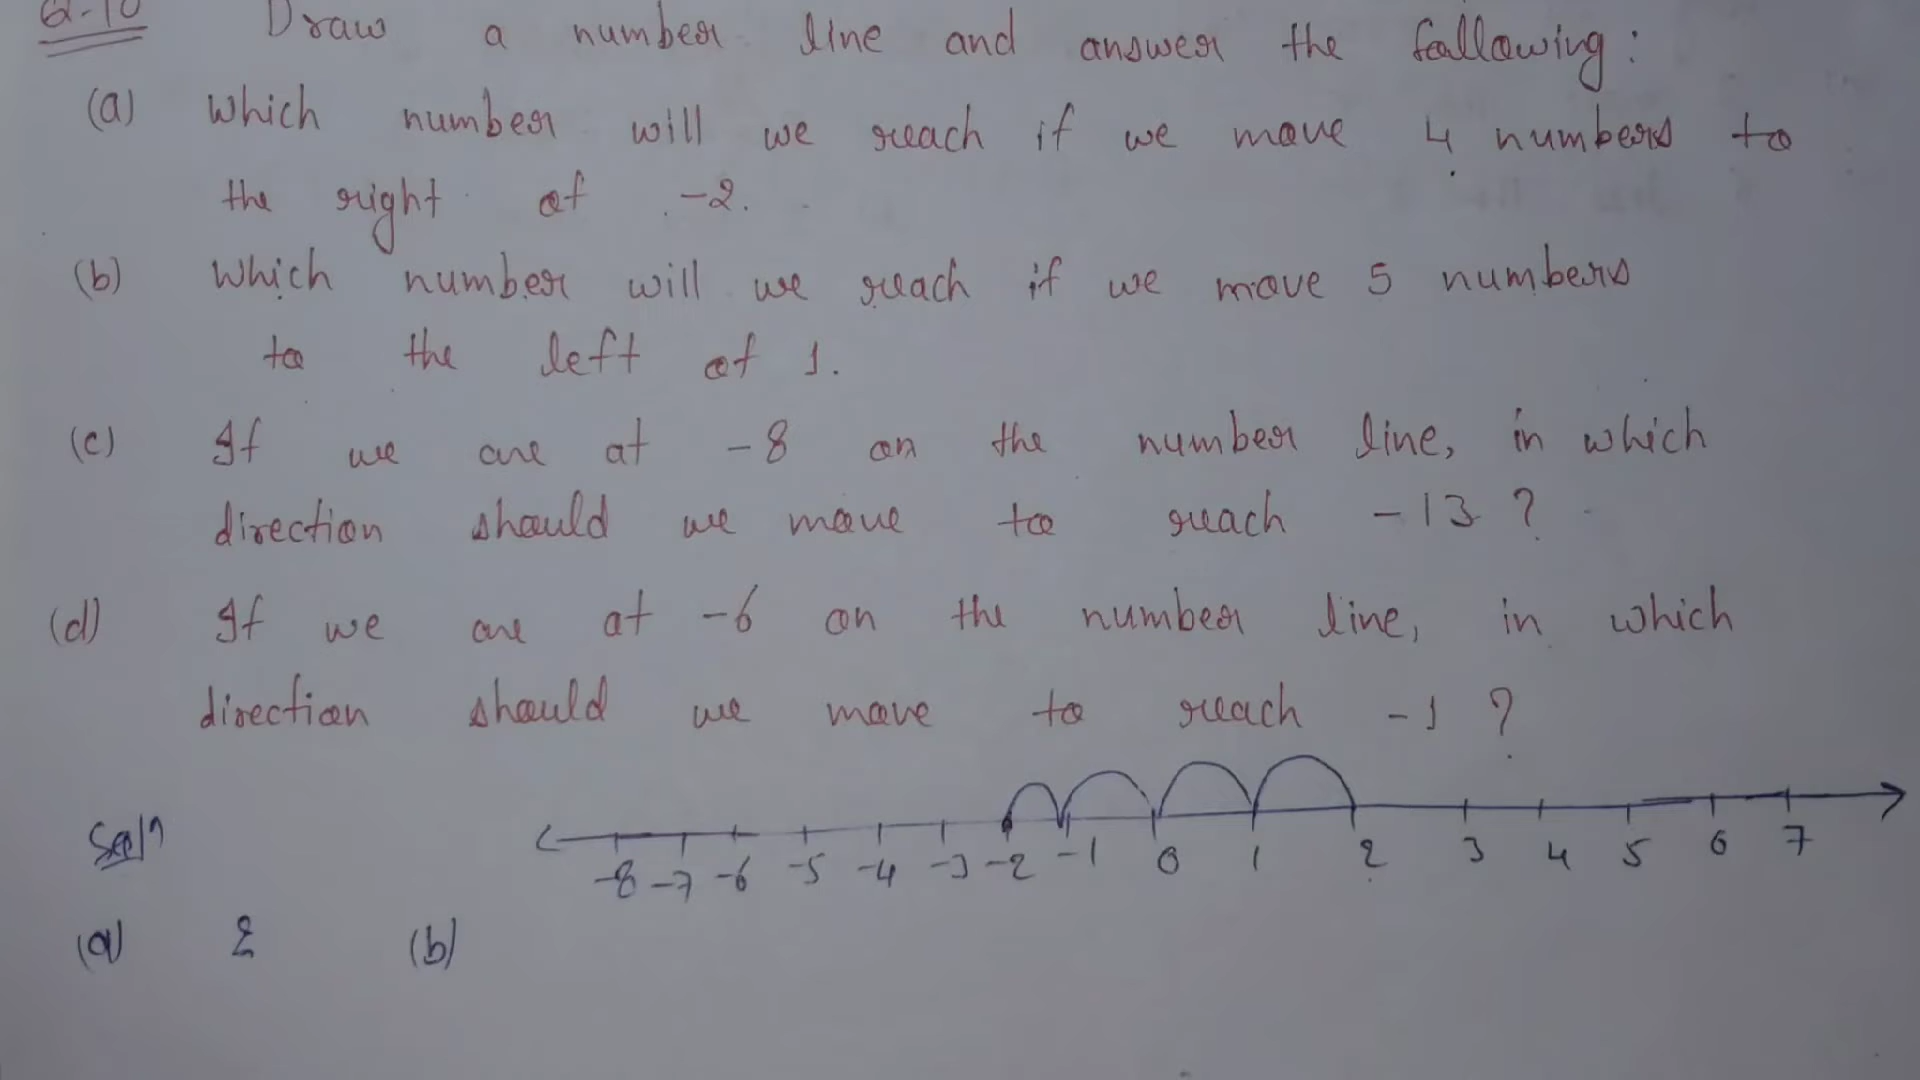 Q-10 Draw a number line and answer the following:
(a) Which number will we reach if we move 4 numbers to
the right of -2.
(b) Which number will we reach if we move 5 numbers
to the left of 1.
(c) If we are at -8 on the number line, in which
direction should we move to reach -13 ?
(d) If we are at -6 on the number line, in which
direction should we move to reach -1 ?
Soln
-8 -7 -6 -5 -4 -3 -2 -1 0 1 2 3 4 5 6 7
(a) 2 (b)